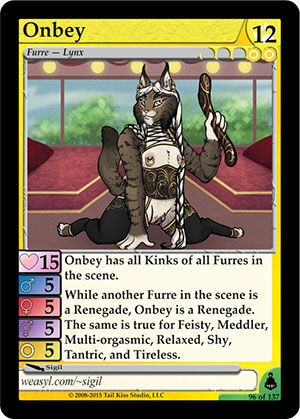 Onbey
12
Furre – Lynx
15
Onbey has all Kinks of all Furres in
the scene.
5
While another Furre in the scene is
5
a Renegade, Onbey is a Renegade.
5
The same is true for Feisty, Meddler,
Multi-orgasmic, Relaxed, Shy,
5
Tantric, and Tireless.
Sigil
weasyl.com/~sigil
© 2008-2015 Tail Kiss Studio, LLC
96 of 137